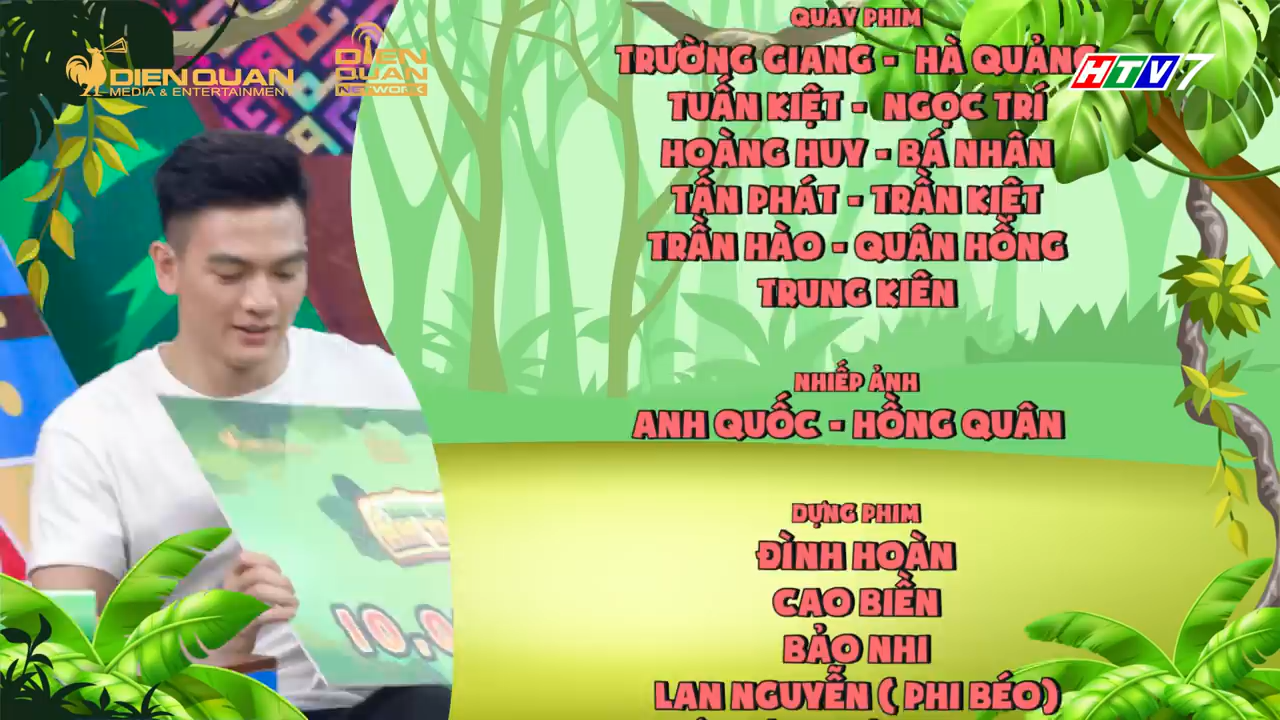 DIEN QUAN
MEDIA & ENTERTAINMENT
DIEN
QUAN
NETWORK
HTV7
QUAY PHIM
TRƯỜNG GIANG - HÀ QUẢNG
TUẤN KIỆT - NGỌC TRÍ
HOÀNG HUY - BÁ NHÂN
TẤN PHÁT - TRẦN KIỆT
TRẦN HÀO - QUÂN HỒNG
TRUNG KIÊN
NHIẾP ẢNH
ANH QUỐC - HỒNG QUÂN
DỰNG PHIM
ĐÌNH HOÀN
CAO BIỀN
BẢO NHI
LAN NGUYỄN ( PHI BÉO)
10.0